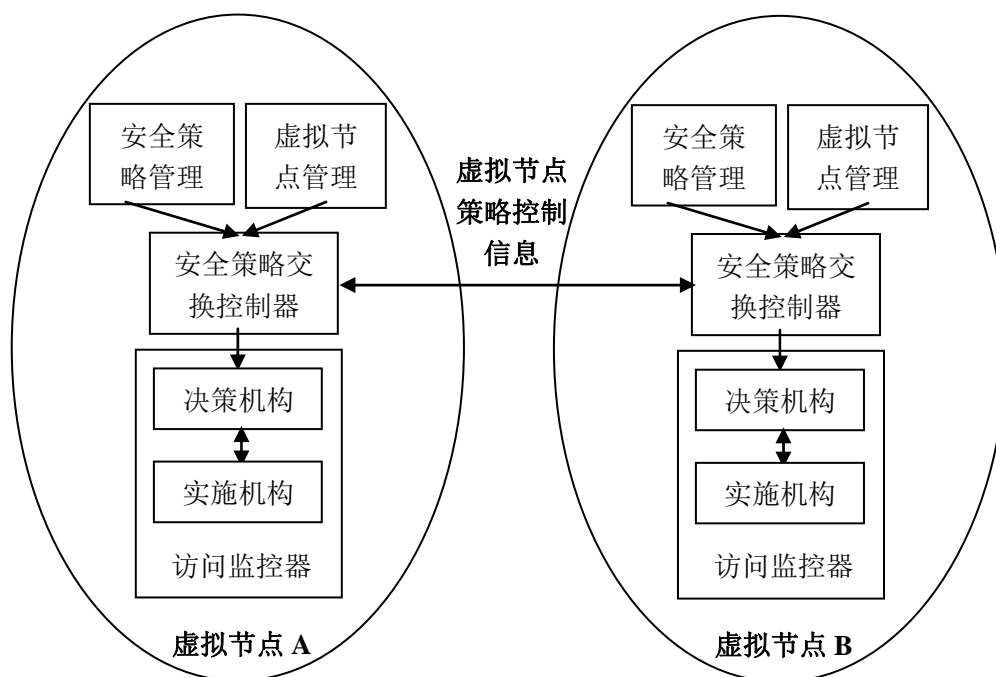 安全策
略管理
虚拟节
点管理
安全策略交
换控制器
决策机构
实施机构
访问监控器
虚拟节点 A
虚拟节点
策略控制
信息
安全策
略管理
虚拟节
点管理
安全策略交
换控制器
决策机构
实施机构
访问监控器
虚拟节点 B